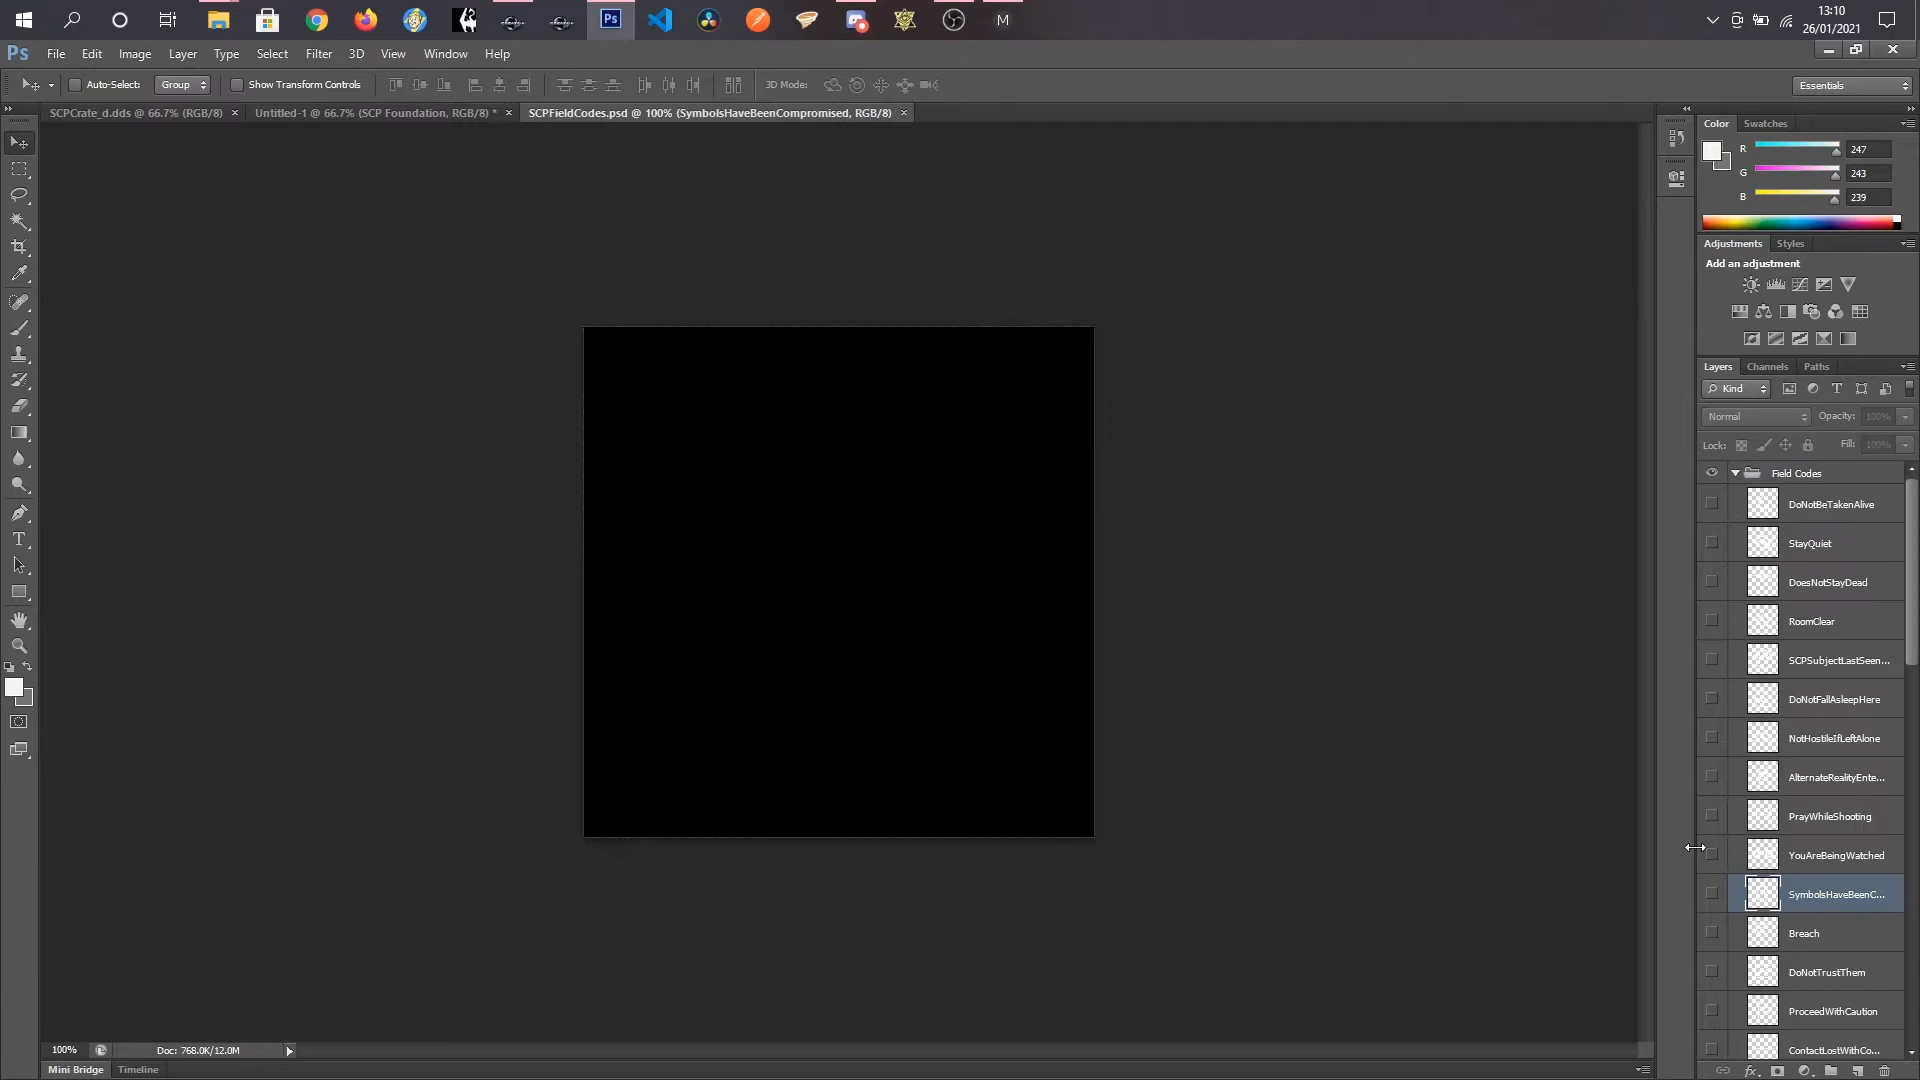 13:10
26/01/2021
Ps
M
Ps File Edit Image Layer Type Select Filter 3D View Window Help
Auto-Select: Group Show Transform Controls 3D Mode: Essentials
SCPCrate_d.dds @ 66.7% (RGB/8) Untitled-1 @ 66.7% (SCP Foundation, RGB/8) * SCPFieldCodes.psd @ 100% (SymbolsHaveBeenCompromised, RGB/8)
Color Swatches
R 247
G 243
B 239
Adjustments Styles
Add an adjustment
Layers Channels Paths
Kind
Normal Opacity: 100%
Lock: Fill: 100%
Field Codes
DoNotBeTakenAlive
StayQuiet
DoesNotStayDead
RoomClear
SCPSubjectLastSeen...
DoNotFallAsleepHere
NotHostileIfLeftAlone
AlternateRealityEnte...
PrayWhileShooting
YouAreBeingWatched
SymbolsHaveBeenC...
Breach
DoNotTrustThem
ProceedWithCaution
ContactLostWithCo...
100% Doc: 768.0K/12.0M
Mini Bridge Timeline
fx